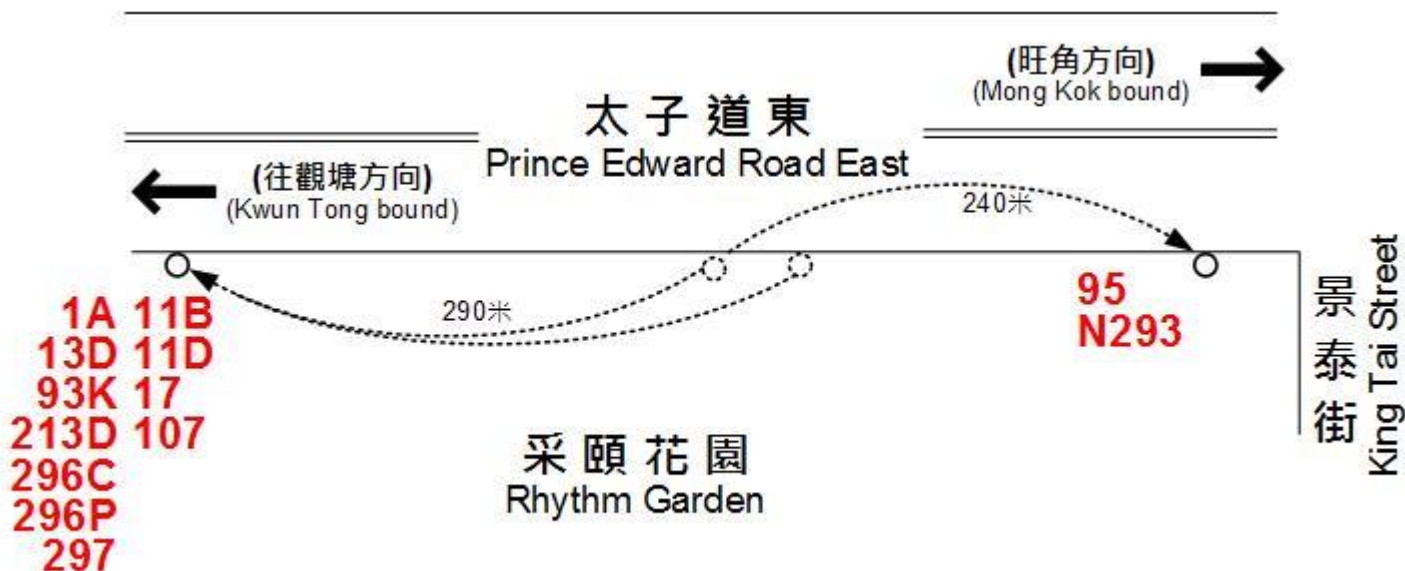 (旺角方向)
(Mong Kok bound)
太子道東
Prince Edward Road East
(往觀塘方向)
(Kwun Tong bound)
240米
290米
1A 11B
13D 11D
93K 17
213D 107
296C
296P
297
95
N293
采頤花園
Rhythm Garden
景泰街
King Tai Street